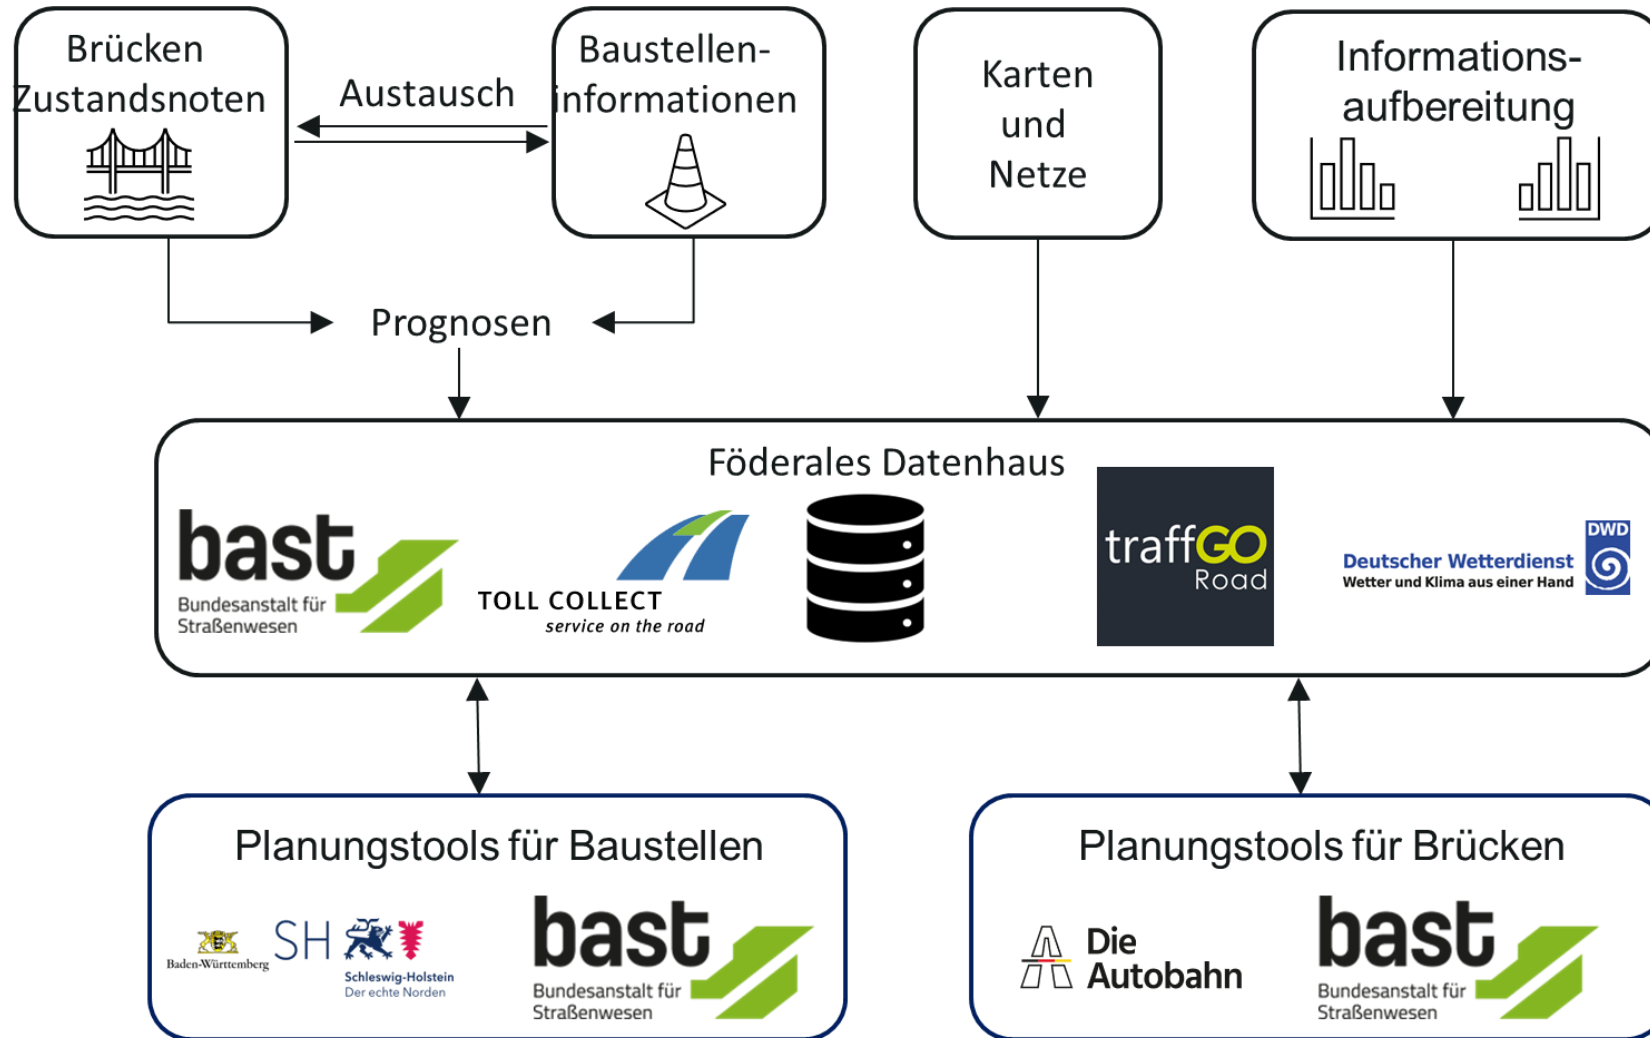 Brücken
Zustandsnoten
Austausch
Baustellen-
informationen
Karten
und
Netze
Informations-
aufbereitung
Prognosen
Föderales Datenhaus
bast
Bundesanstalt für
Straßenwesen
TOLL COLLECT
service on the road
traffGO
Road
DWD
Deutscher Wetterdienst
Wetter und Klima aus einer Hand
Planungstools für Baustellen
Baden-Württemberg
SH
Schleswig-Holstein
Der echte Norden
bast
Bundesanstalt für
Straßenwesen
Planungstools für Brücken
Die
Autobahn
bast
Bundesanstalt für
Straßenwesen